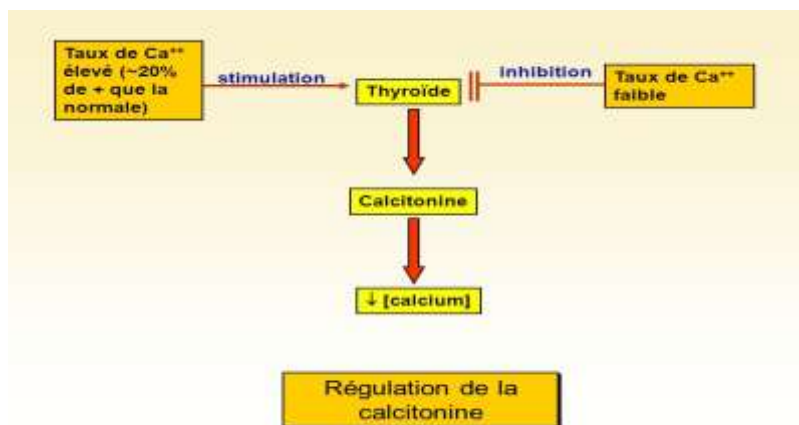 Taux de Ca⁺⁺
élevé (~20%
de + que la
normale)
stimulation
Thyroïde
inhibition
Taux de Ca⁺⁺
faible
Calcitonine
↓ [calcium]
Régulation de la
calcitonine